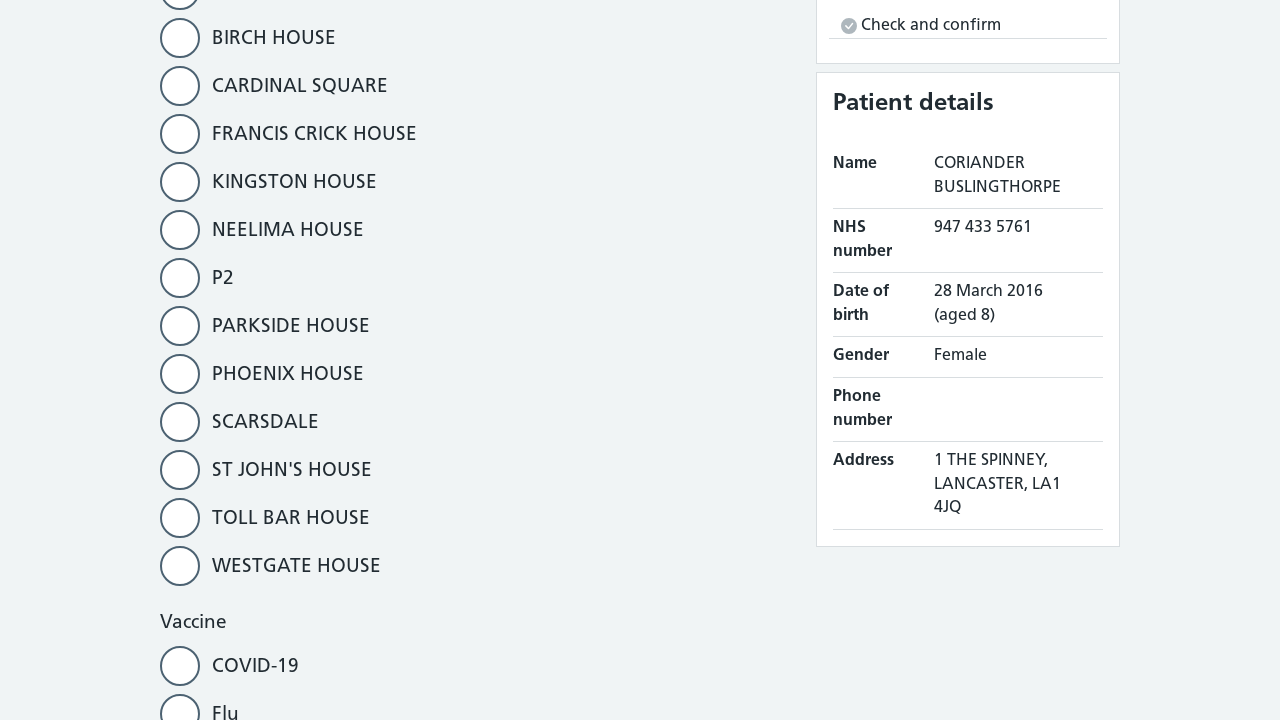 BIRCH HOUSE
CARDINAL SQUARE
FRANCIS CRICK HOUSE
KINGSTON HOUSE
NEELIMA HOUSE
P2
PARKSIDE HOUSE
PHOENIX HOUSE
SCARSDALE
ST JOHN'S HOUSE
TOLL BAR HOUSE
WESTGATE HOUSE
Vaccine
COVID-19
Flu
Check and confirm
Patient details
Name CORIANDER
BUSLINGTHORPE
NHS 947 433 5761
number
Date of 28 March 2016
birth (aged 8)
Gender Female
Phone
number
Address 1 THE SPINNEY,
LANCASTER, LA1
4JQ